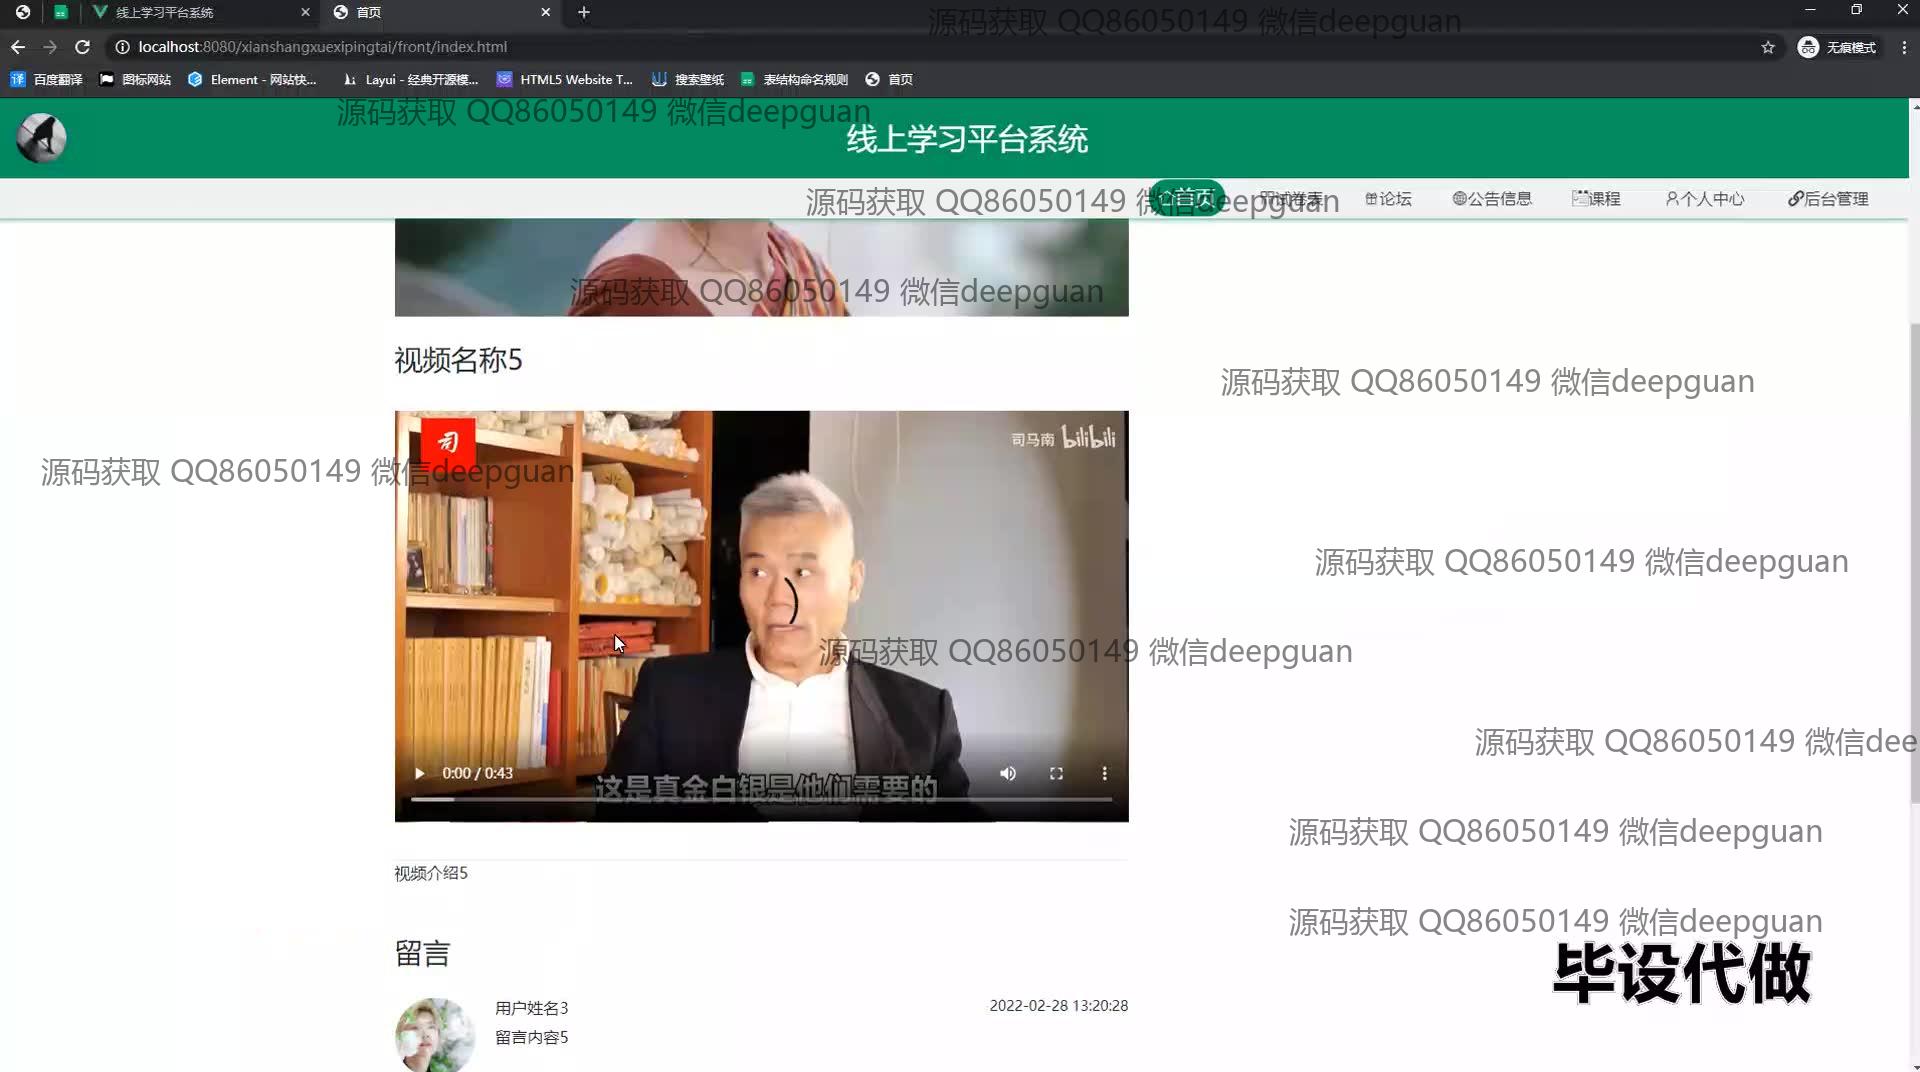 线上学习平台系统
首页
源码获取 QQ86050149 微信deepguan
localhost:8080/xianshangxuexipingtai/front/index.html
无痕模式
百度翻译
图标网站
Element - 网站快...
Layui - 经典开源模...
HTML5 Website T...
搜索壁纸
表结构命名规则
首页
源码获取 QQ86050149 微信deepguan
线上学习平台系统
源码获取 QQ86050149 微信deepguan
首页
试卷表
论坛
公告信息
课程
个人中心
后台管理
源码获取 QQ86050149 微信deepguan
视频名称5
源码获取 QQ86050149 微信deepguan
司
司马南 bilibili
源码获取 QQ86050149 微信deepguan
源码获取 QQ86050149 微信deepguan
源码获取 QQ86050149 微信deepguan
源码获取 QQ86050149 微信dee
0:00 / 0:43
这是真金白银是他们需要的
源码获取 QQ86050149 微信deepguan
视频介绍5
源码获取 QQ86050149 微信deepguan
留言
毕设代做
用户姓名3
2022-02-28 13:20:28
留言内容5